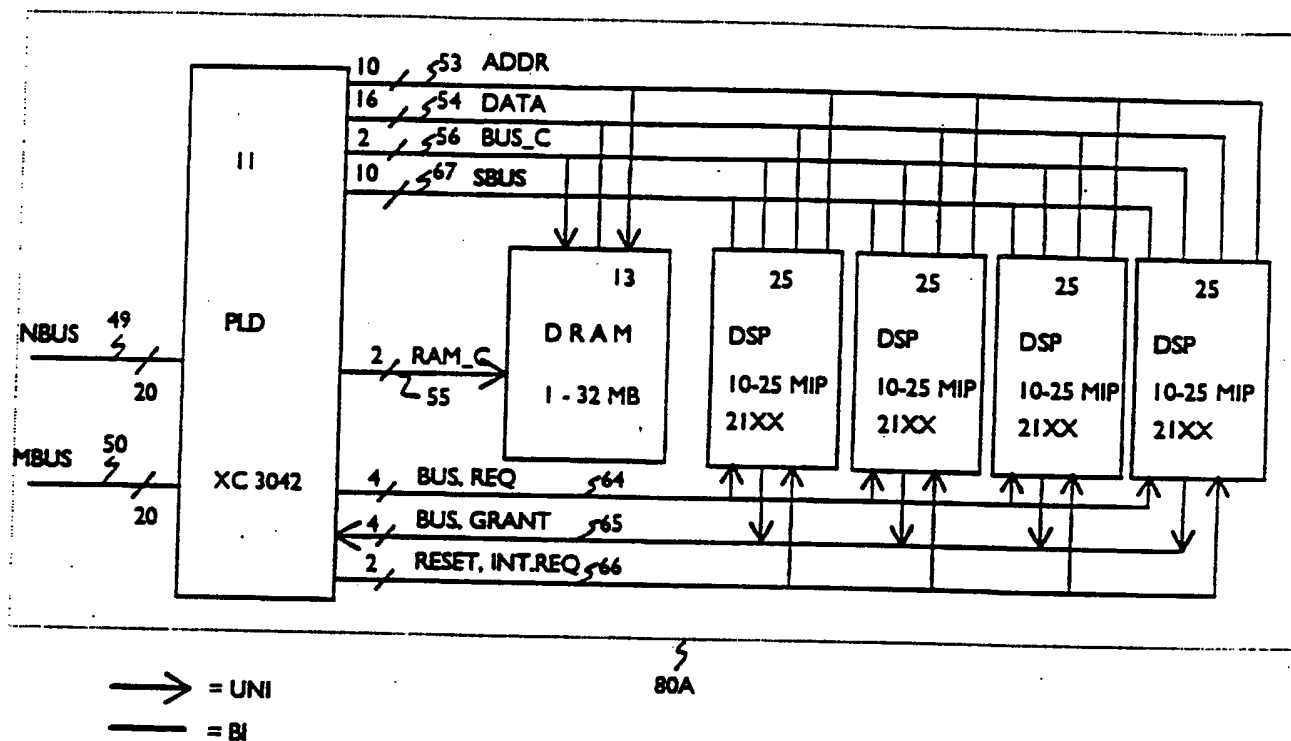 10 53 ADDR
16 54 DATA
2 56 BUS_C
10 67 SBUS
11
PLD
XC 3042
NBUS 49
20
MBUS 50
20
2 RAM_C
55
13
DRAM
1 - 32 MB
25
DSP
10-25 MIP
21XX
25
DSP
10-25 MIP
21XX
25
DSP
10-25 MIP
21XX
25
DSP
10-25 MIP
21XX
4 BUS. REQ 64
4 BUS. GRANT 65
2 RESET, INT.REQ 66
80A
= UNI
= BI